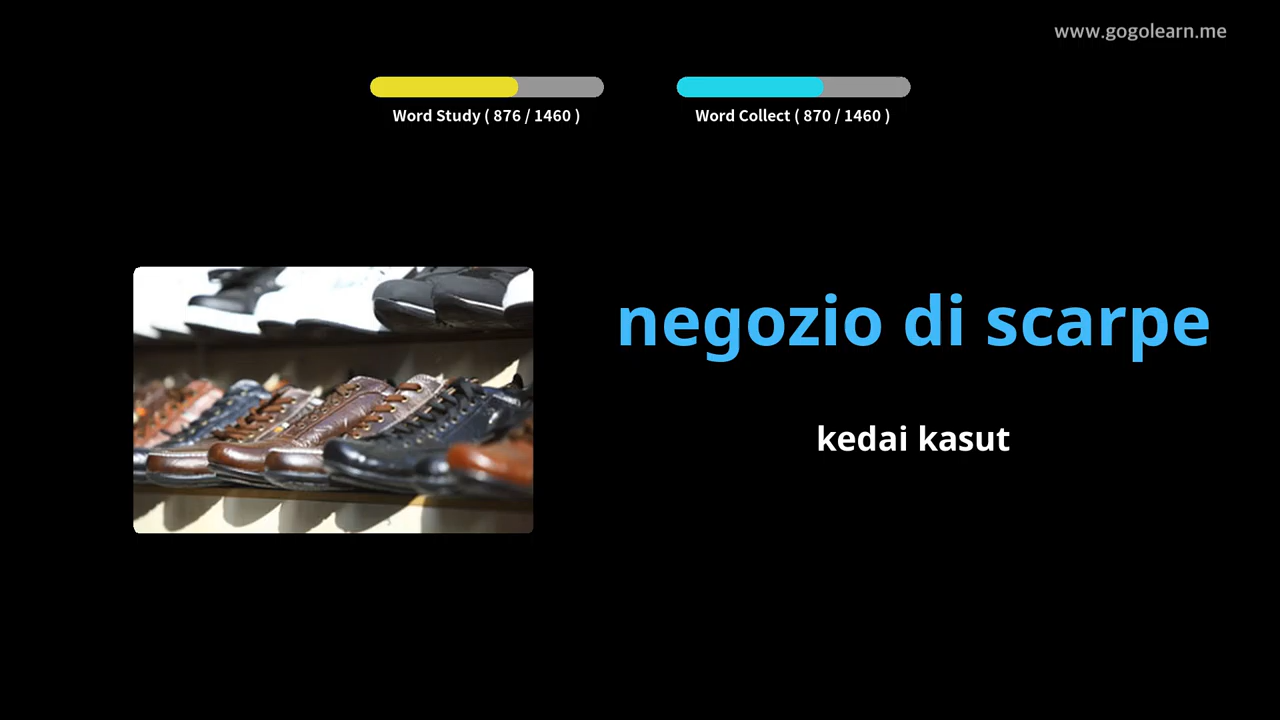 www.gogolearn.me
Word Study ( 876 / 1460 )
Word Collect ( 870 / 1460 )
negozio di scarpe
kedai kasut